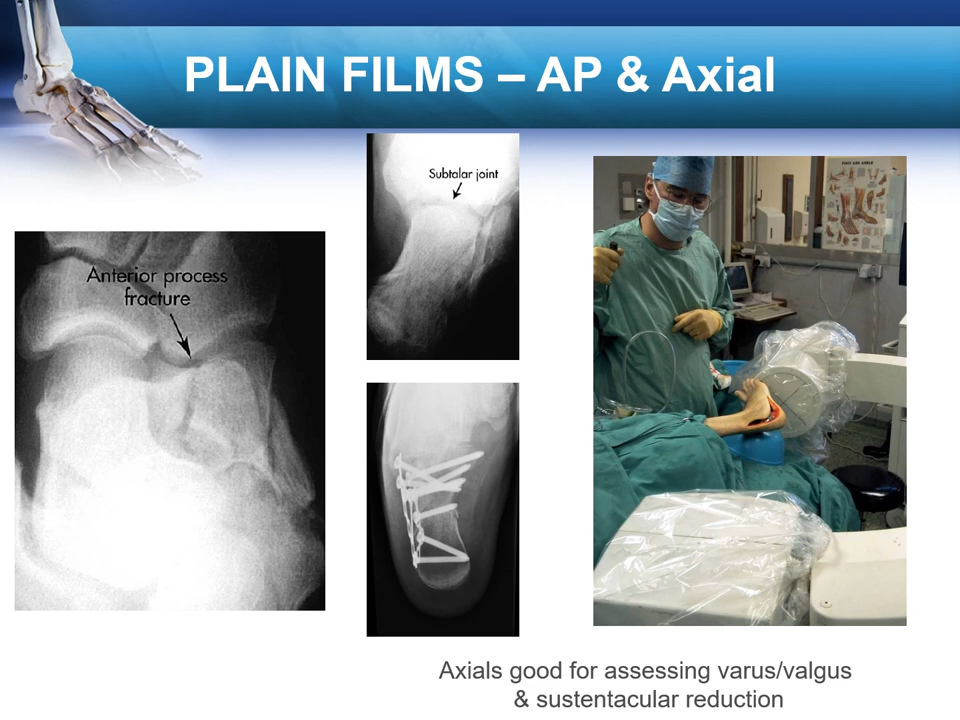 PLAIN FILMS – AP & Axial
Subtalar joint
Anterior process
fracture
Axials good for assessing varus/valgus
& sustentacular reduction